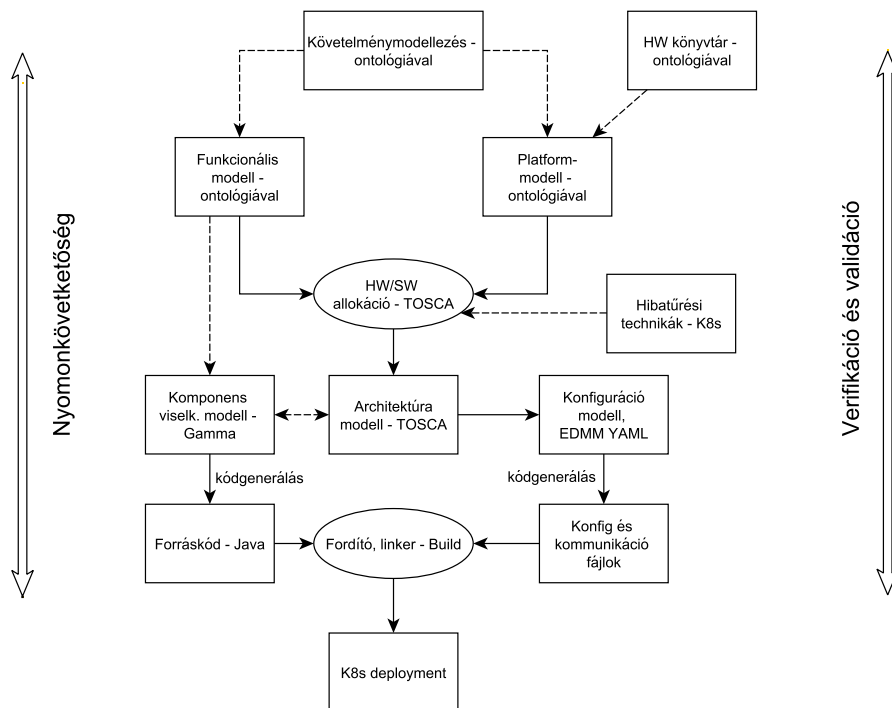 Követelménymodellezés -
ontológiával
HW könyvtár -
ontológiával
Funkcionális
modell -
ontológiával
Platform-
modell -
ontológiával
Nyomonkövetketőség
Verifikáció és validáció
HW/SW
allokáció - TOSCA
Hibatűrési
technikák - K8s
Komponens
viselk. modell -
Gamma
Architektúra
modell - TOSCA
Konfiguráció
modell,
EDMM YAML
kódgenerálás
kódgenerálás
Forráskód - Java
Fordító, linker - Build
Konfig és
kommunikáció
fájlok
K8s deployment